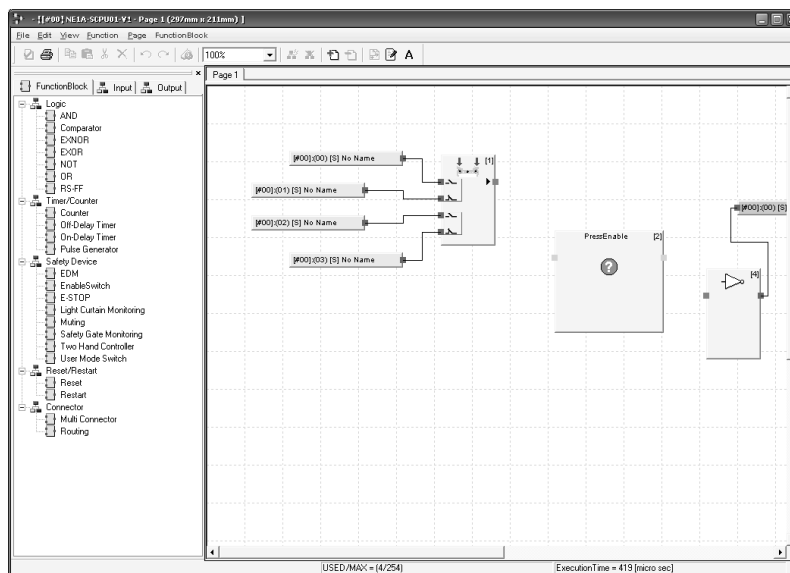 [#00] NE1A-SCPU01-V1 - Page 1 (297mm x 211mm)
File Edit View Function Page FunctionBlock
100%
A
FunctionBlock Input Output
Page 1
Logic
AND
Comparator
EXNOR
EXOR
NOT
OR
RS-FF
Timer/Counter
Counter
Off-Delay Timer
On-Delay Timer
Pulse Generator
Safety Device
EDM
EnableSwitch
E-STOP
Light Curtain Monitoring
Muting
Safety Gate Monitoring
Two Hand Controller
User Mode Switch
Reset/Restart
Reset
Restart
Connector
Multi Connector
Routing
[#00]:(00) [S] No Name
[#00]:(01) [S] No Name
[#00]:(02) [S] No Name
[#00]:(03) [S] No Name
[1]
PressEnable [2]
?
[#00]:(00) [S]
[4]
USED/MAX = (4/254)
ExecutionTime = 419 [micro sec]